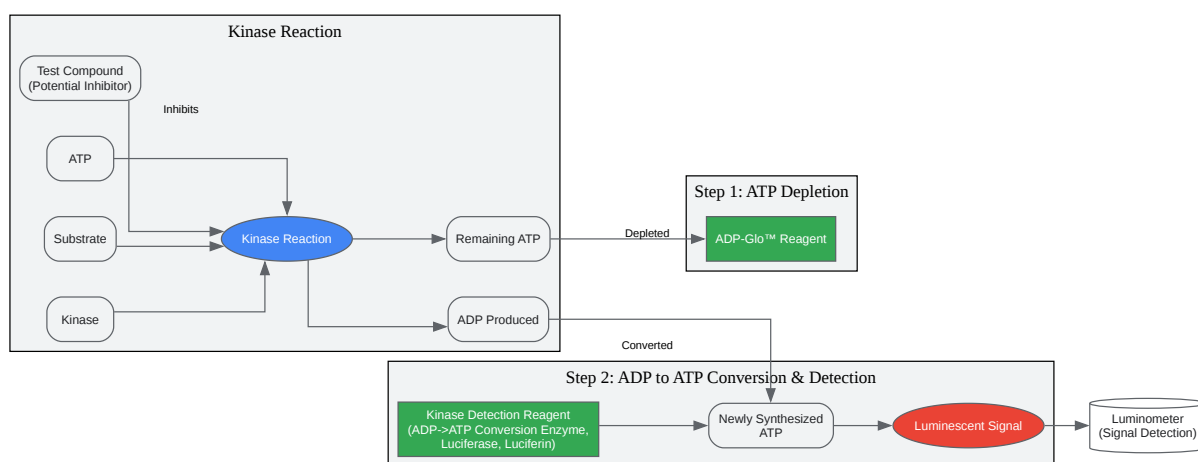 Kinase Reaction
Test Compound
(Potential Inhibitor)
Inhibits
ATP
Substrate
Kinase
Kinase Reaction
Remaining ATP
ADP Produced
Depleted
Step 1: ATP Depletion
ADP-Glo™ Reagent
Converted
Step 2: ADP to ATP Conversion & Detection
Kinase Detection Reagent
(ADP->ATP Conversion Enzyme,
Luciferase, Luciferin)
Newly Synthesized
ATP
Luminescent Signal
Luminometer
(Signal Detection)